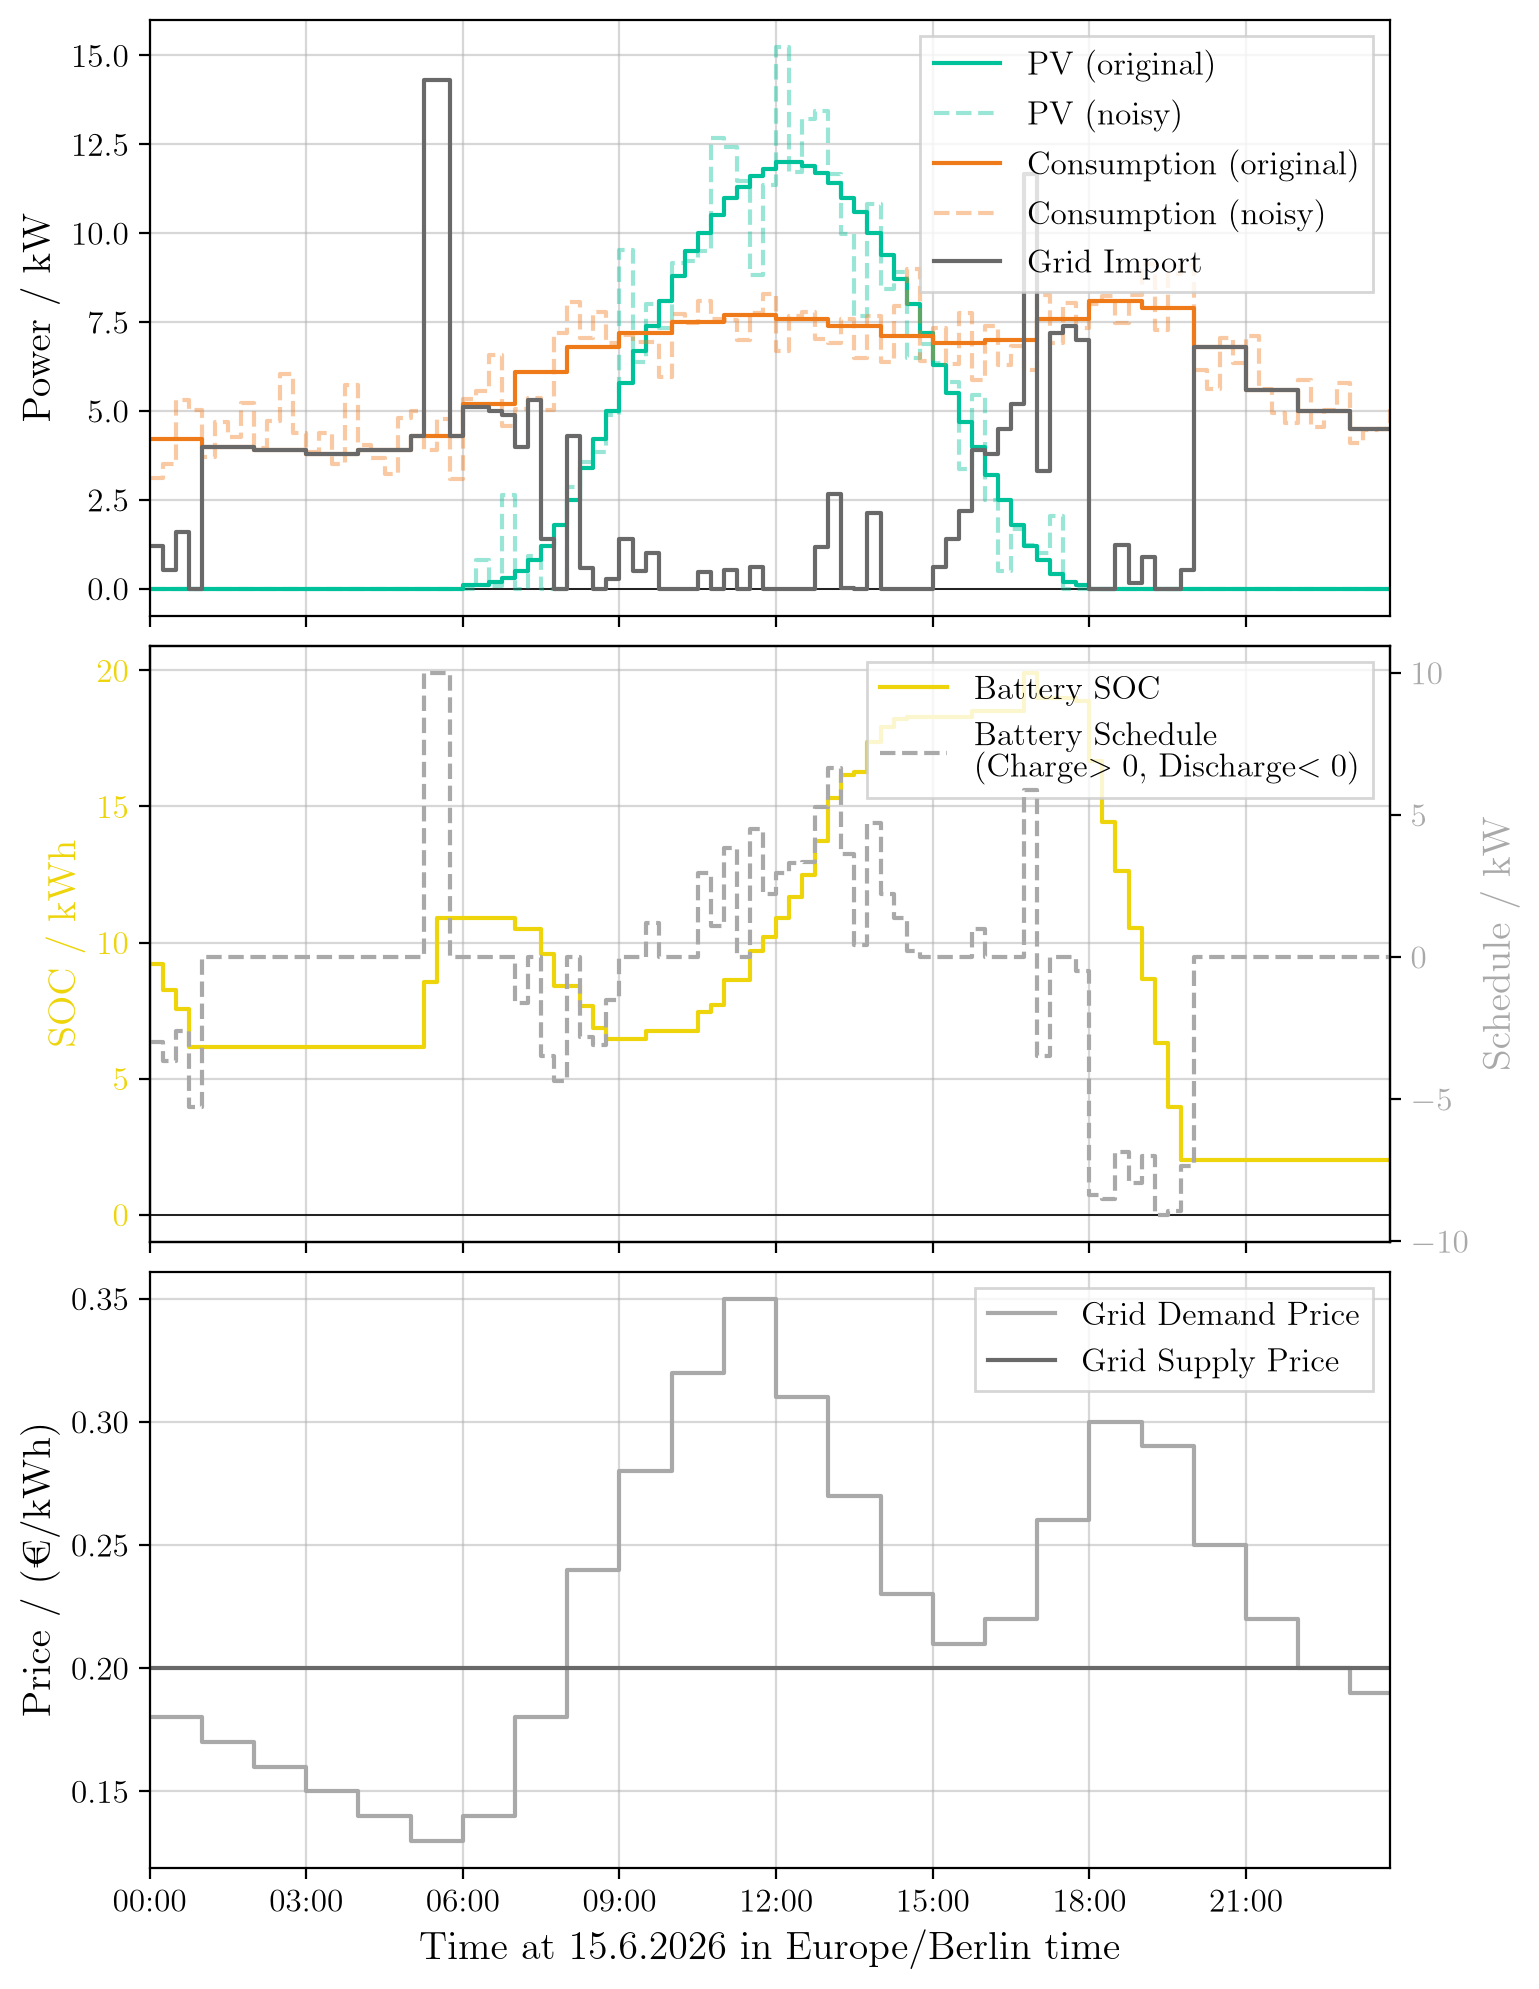 15.0
12.5
10.0
7.5
5.0
2.5
0.0
Power / kW
PV (original)
PV (noisy)
Consumption (original)
Consumption (noisy)
Grid Import
20
15
10
5
0
SOC / kWh
Battery SOC
Battery Schedule
(Charge> 0, Discharge< 0)
10
5
0
−5
−10
Schedule / kW
0.35
0.30
0.25
0.20
0.15
Price / (€/kWh)
Grid Demand Price
Grid Supply Price
00:00 03:00 06:00 09:00 12:00 15:00 18:00 21:00
Time at 15.6.2026 in Europe/Berlin time